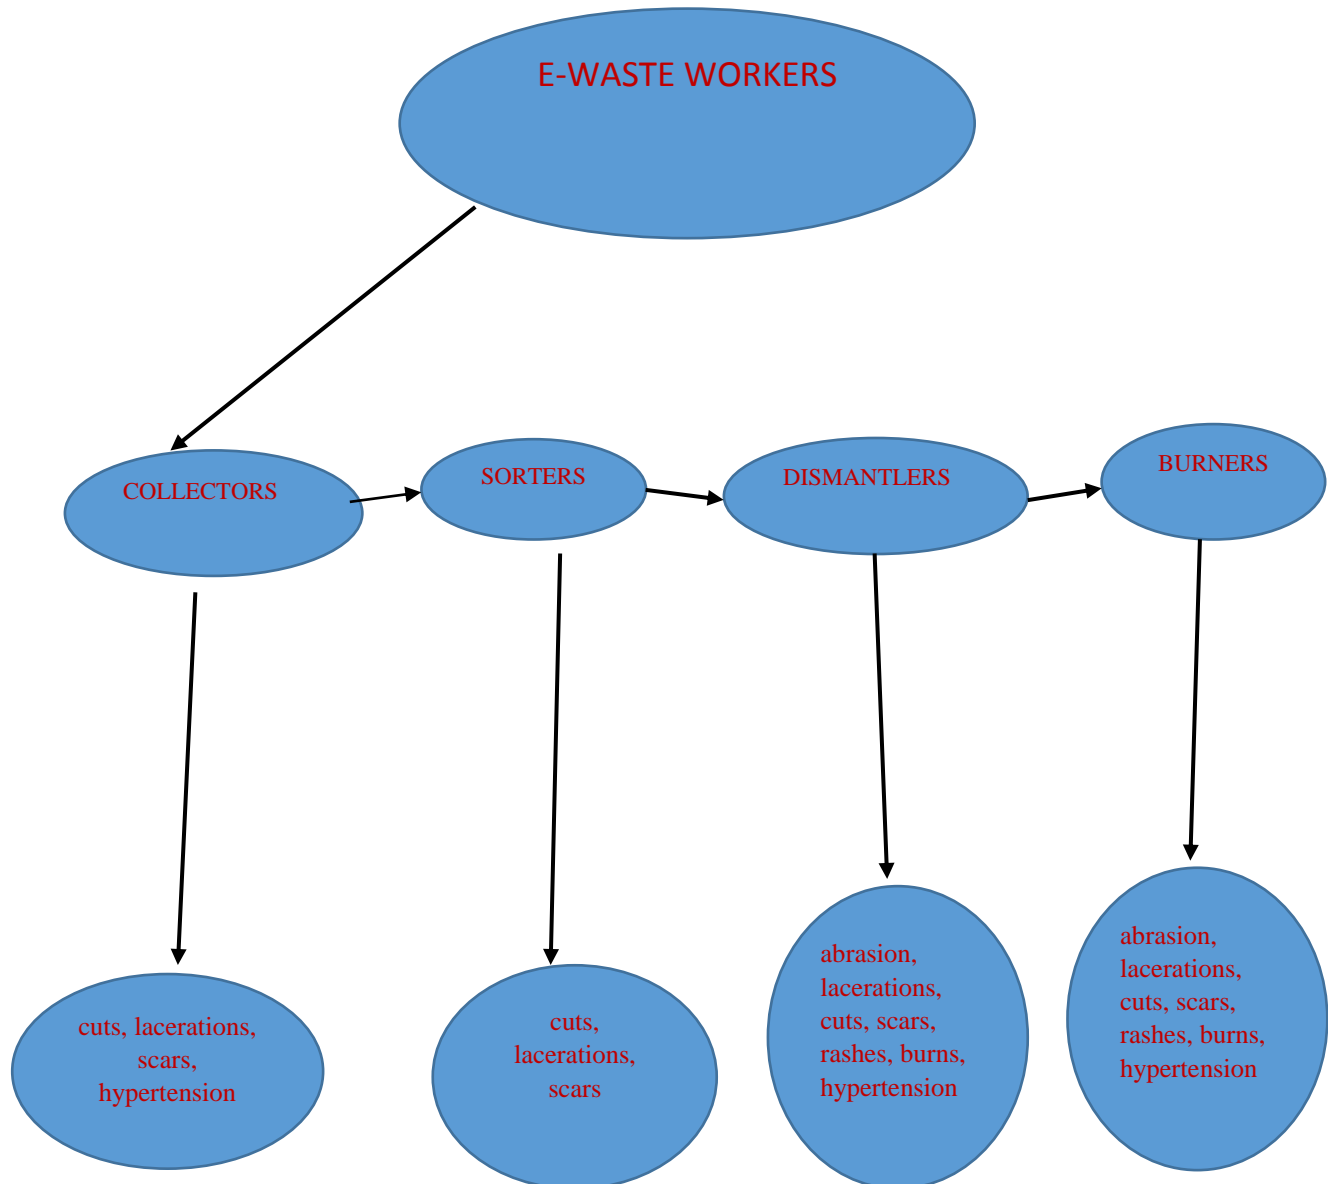 E-WASTE WORKERS
COLLECTORS
SORTERS
DISMANTLERS
BURNERS
cuts, lacerations,
scars,
hypertension
cuts,
lacerations,
scars
abrasion,
lacerations,
cuts, scars,
rashes, burns,
hypertension
abrasion,
lacerations,
cuts, scars,
rashes, burns,
hypertension